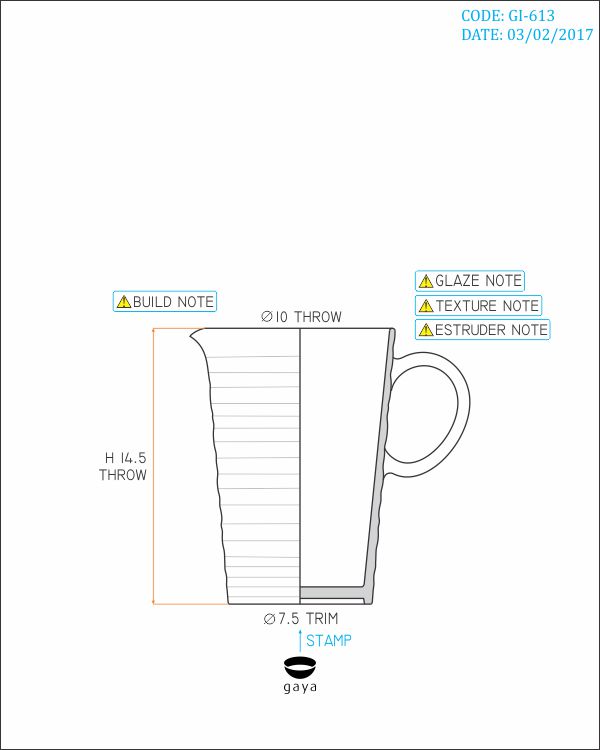 CODE: GI-613
DATE: 03/02/2017
GLAZE NOTE
BUILD NOTE
TEXTURE NOTE
ESTRUDER NOTE
∅10 THROW
H 14.5
THROW
∅7.5 TRIM
STAMP
gaya